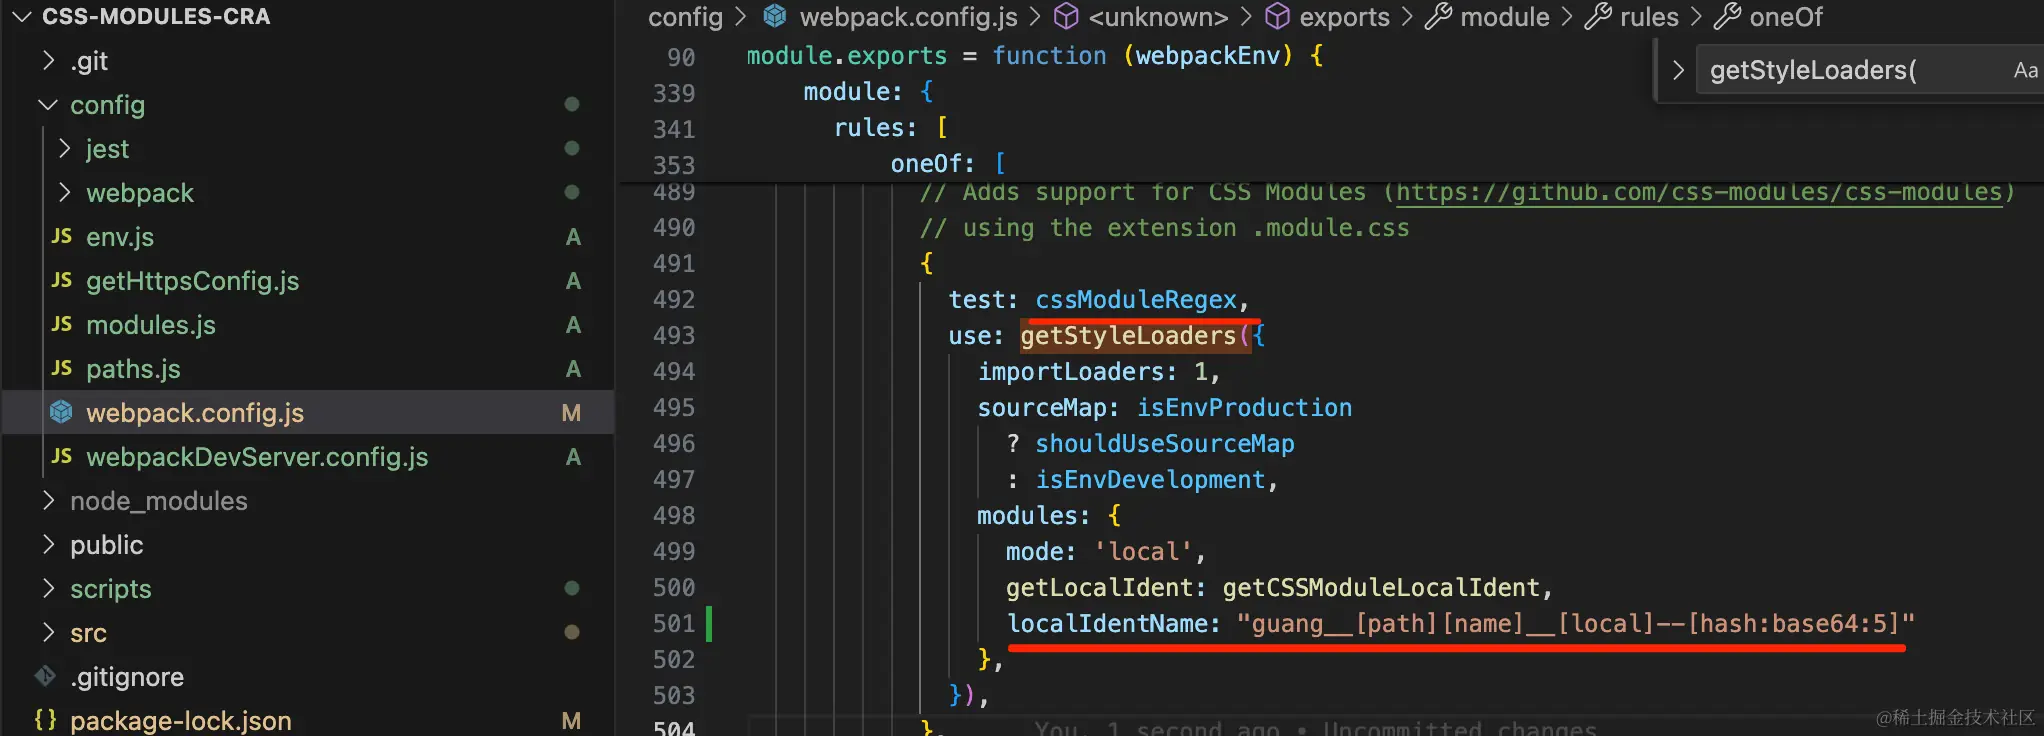 CSS-MODULES-CRA
.git
config
jest
webpack
env.js A
getHttpsConfig.js A
modules.js A
paths.js A
webpack.config.js M
webpackDevServer.config.js A
node_modules
public
scripts
src
.gitignore
package-lock.json M
config > webpack.config.js > <unknown> > exports > module > rules > oneOf
getStyleLoaders( Aa
90 module.exports = function (webpackEnv) {
339 module: {
341 rules: [
353 oneOf: [
489 // Adds support for CSS Modules (https://github.com/css-modules/css-modules)
490 // using the extension .module.css
491 {
492 test: cssModuleRegex,
493 use: getStyleLoaders({
494 importLoaders: 1,
495 sourceMap: isEnvProduction
496 ? shouldUseSourceMap
497 : isEnvDevelopment,
498 modules: {
499 mode: 'local',
500 getLocalIdent: getCSSModuleLocalIdent,
501 localIdentName: "guang__[path][name]__[local]--[hash:base64:5]"
502 },
503 }),
504 }, You, 1 second ago • Uncommitted changes
@稀土掘金技术社区